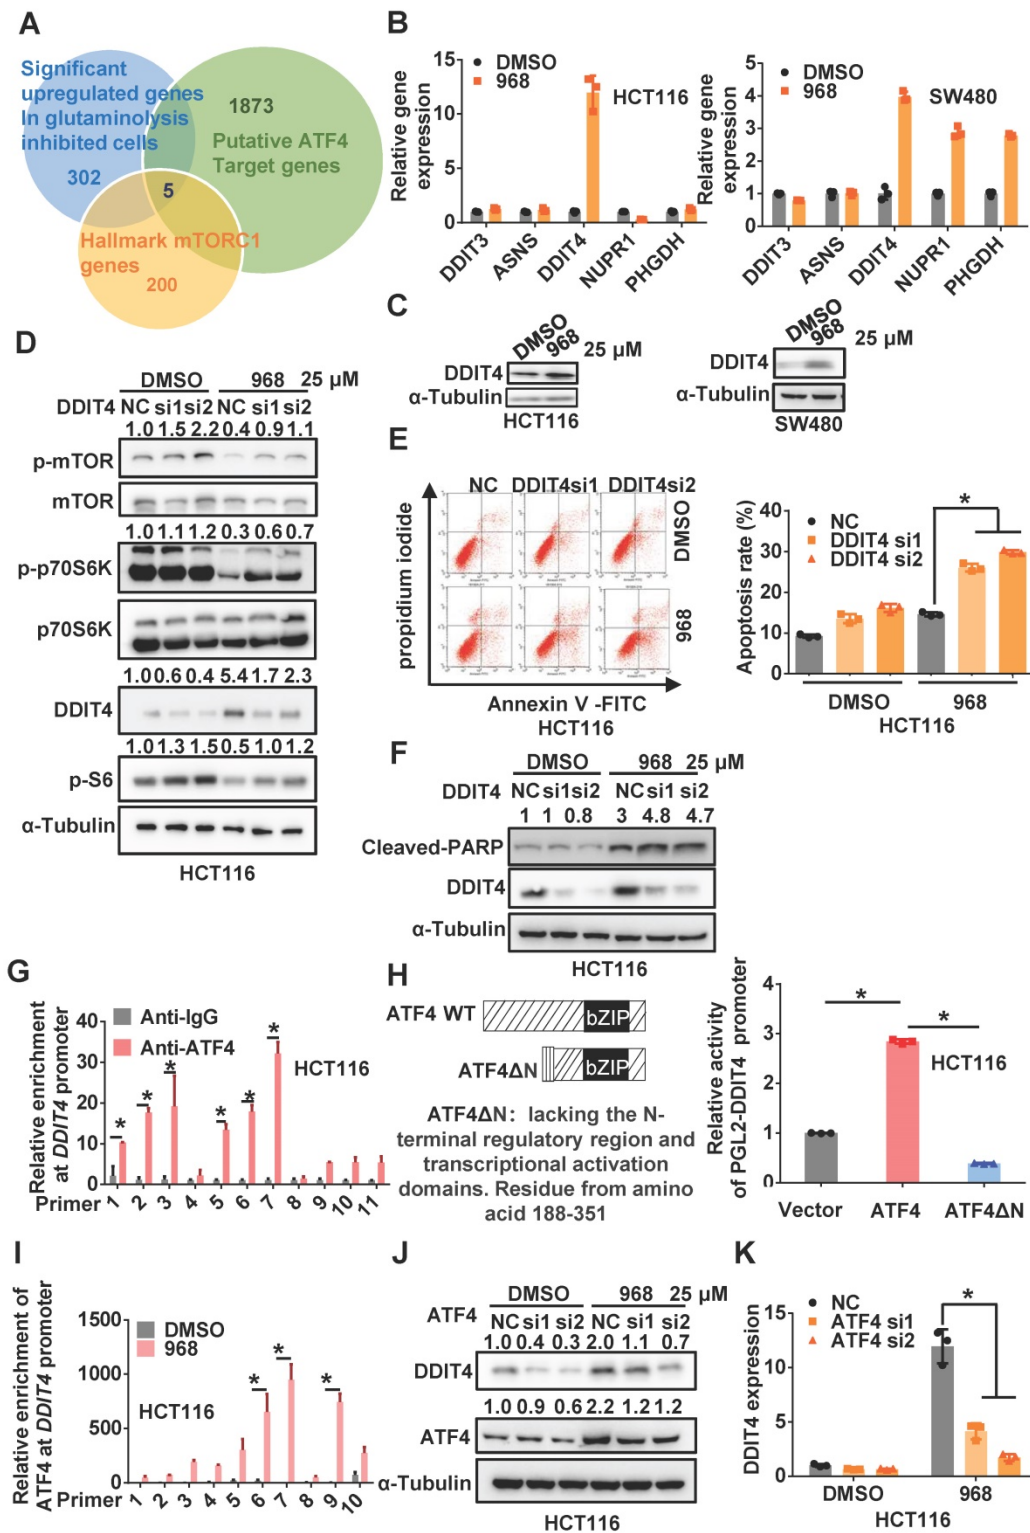 A
Significant
upregulated genes
In glutaminolysis
inhibited cells
302
1873
Putative ATF4
Target genes
5
Hallmark mTORC1
genes
200
B
Relative gene
expression
15
10
5
0
DMSO
968
HCT116
DDIT3
ASNS
DDIT4
NUPR1
PHGDH
Relative gene
expression
5
4
3
2
1
0
DMSO
968
SW480
DDIT3
ASNS
DDIT4
NUPR1
PHGDH
C
DMSO
968
25 µM
DDIT4
α-Tubulin
HCT116
DMSO
968
25 µM
DDIT4
α-Tubulin
SW480
D
DMSO 968 25 µM
DDIT4 NC si1 si2 NC si1 si2
1.0 1.5 2.2 0.4 0.9 1.1
p-mTOR
mTOR
1.0 1.1 1.2 0.3 0.6 0.7
p-p70S6K
p70S6K
1.0 0.6 0.4 5.4 1.7 2.3
DDIT4
1.0 1.3 1.5 0.5 1.0 1.2
p-S6
α-Tubulin
HCT116
E
NC DDIT4si1 DDIT4si2
DMSO
968
propidium iodide
Annexin V -FITC
HCT116
Apoptosis rate (%)
40
30
20
10
0
NC
DDIT4 si1
DDIT4 si2
*
DMSO 968
HCT116
F
DMSO 968 25 µM
DDIT4 NC si1 si2 NC si1 si2
1 1 0.8 3 4.8 4.7
Cleaved-PARP
DDIT4
α-Tubulin
HCT116
G
Relative enrichment
at DDIT4 promoter
40
30
20
10
0
Anti-IgG
Anti-ATF4
HCT116
* * * * * *
Primer 1 2 3 4 5 6 7 8 9 10 11
H
ATF4 WT bZIP
ATF4ΔN bZIP
ATF4ΔN: lacking the N-
terminal regulatory region and
transcriptional activation
domains. Residue from amino
acid 188-351
Relative activity
of PGL2-DDIT4 promoter
4
3
2
1
0
* *
HCT116
Vector ATF4 ATF4ΔN
I
Relative enrichment of
ATF4 at DDIT4 promoter
1500
1000
500
0
DMSO
968
HCT116
* * *
Primer 1 2 3 4 5 6 7 8 9 10
J
DMSO 968 25 µM
ATF4 NC si1 si2 NC si1 si2
1.0 0.4 0.3 2.0 1.1 0.7
DDIT4
1.0 0.9 0.6 2.2 1.2 1.2
ATF4
α-Tubulin
HCT116
K
DDIT4 expression
15
10
5
0
NC
ATF4 si1
ATF4 si2
*
DMSO 968
HCT116